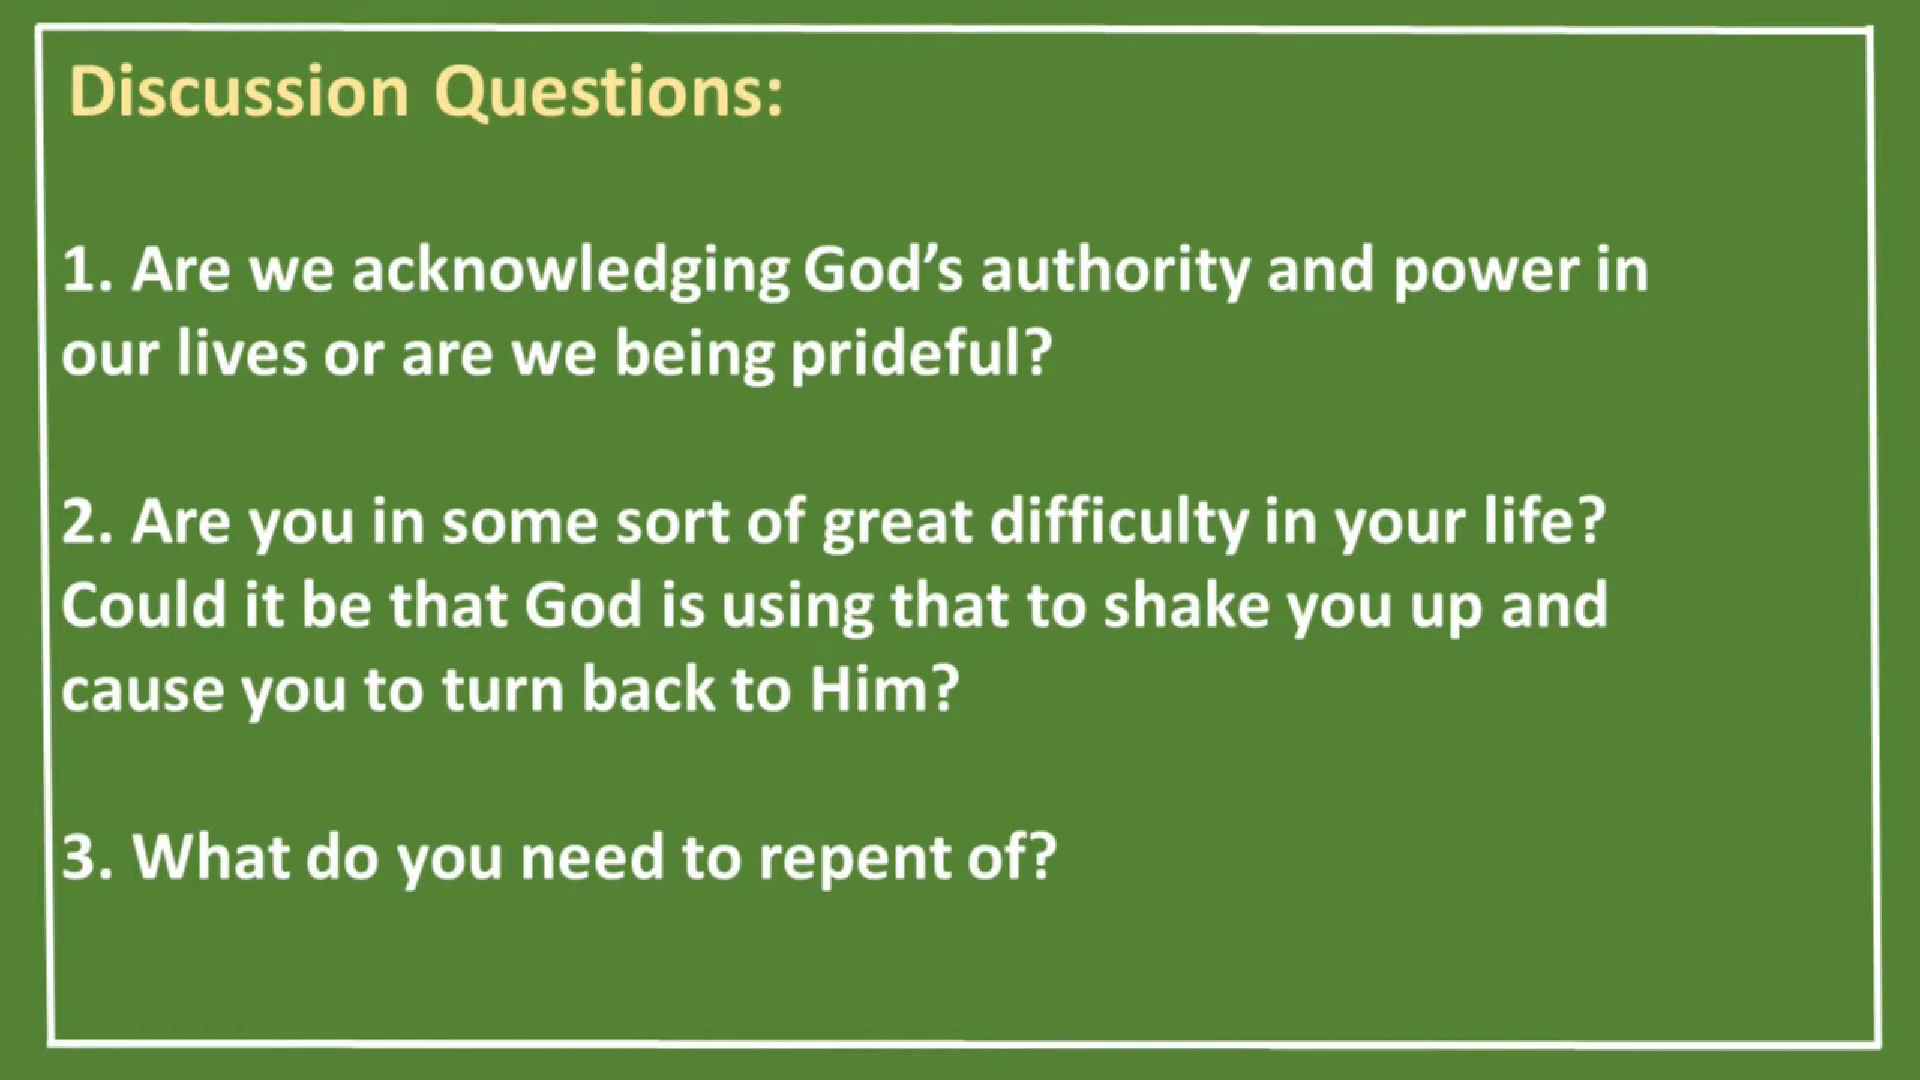 Discussion Questions:
1. Are we acknowledging God’s authority and power in
our lives or are we being prideful?
2. Are you in some sort of great difficulty in your life?
Could it be that God is using that to shake you up and
cause you to turn back to Him?
3. What do you need to repent of?